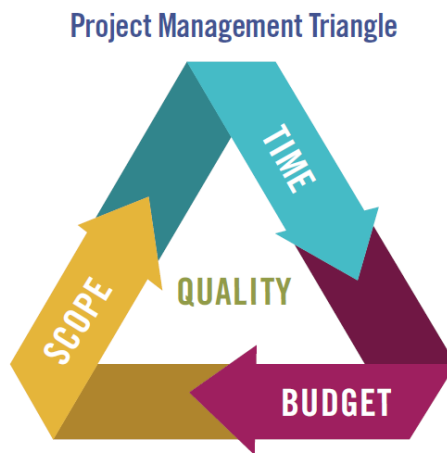 Project Management Triangle
TIME
QUALITY
SCOPE
BUDGET